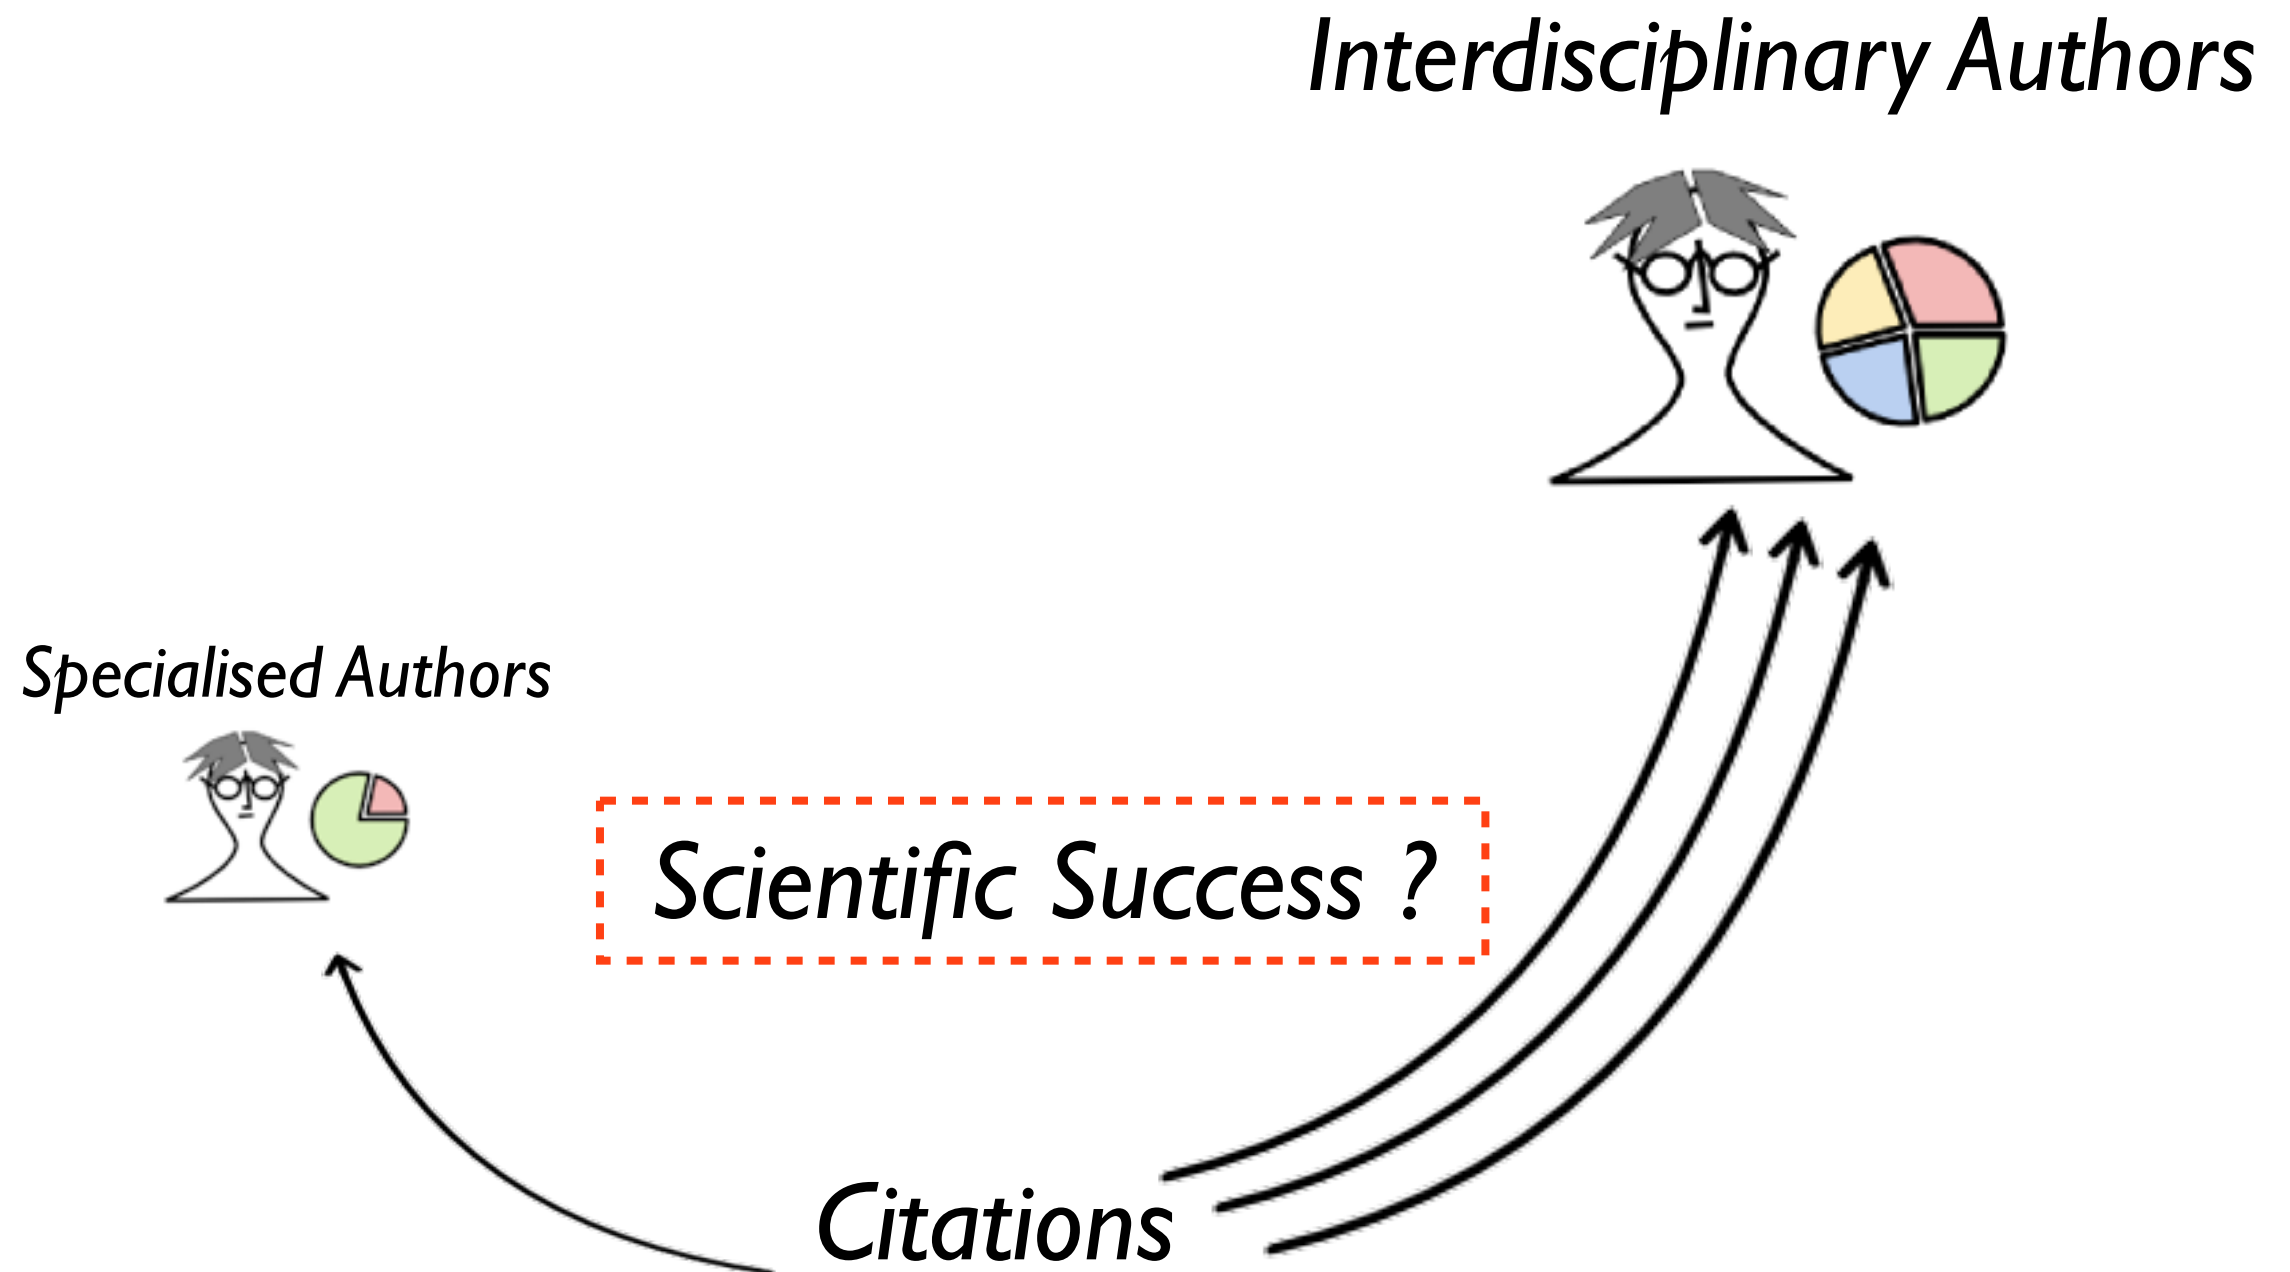 Interdisciplinary Authors
Specialised Authors
Scientific Success ?
Citations